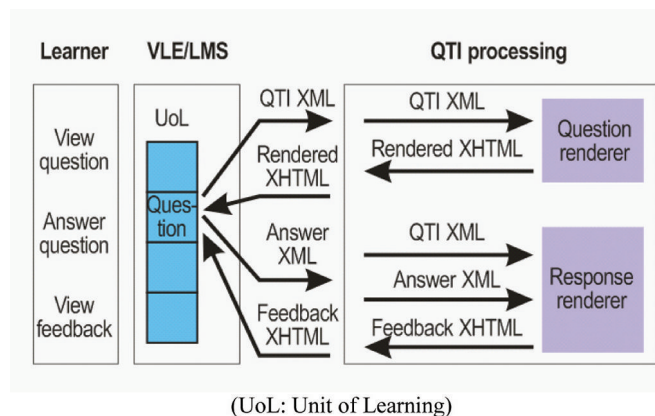 Learner
VLE/LMS
QTI processing
View
question
Answer
question
View
feedback
UoL
Ques-
tion
QTI XML
Rendered
XHTML
Answer
XML
Feedback
XHTML
QTI XML
Rendered XHTML
Question
renderer
QTI XML
Answer XML
Feedback XHTML
Response
renderer
(UoL: Unit of Learning)